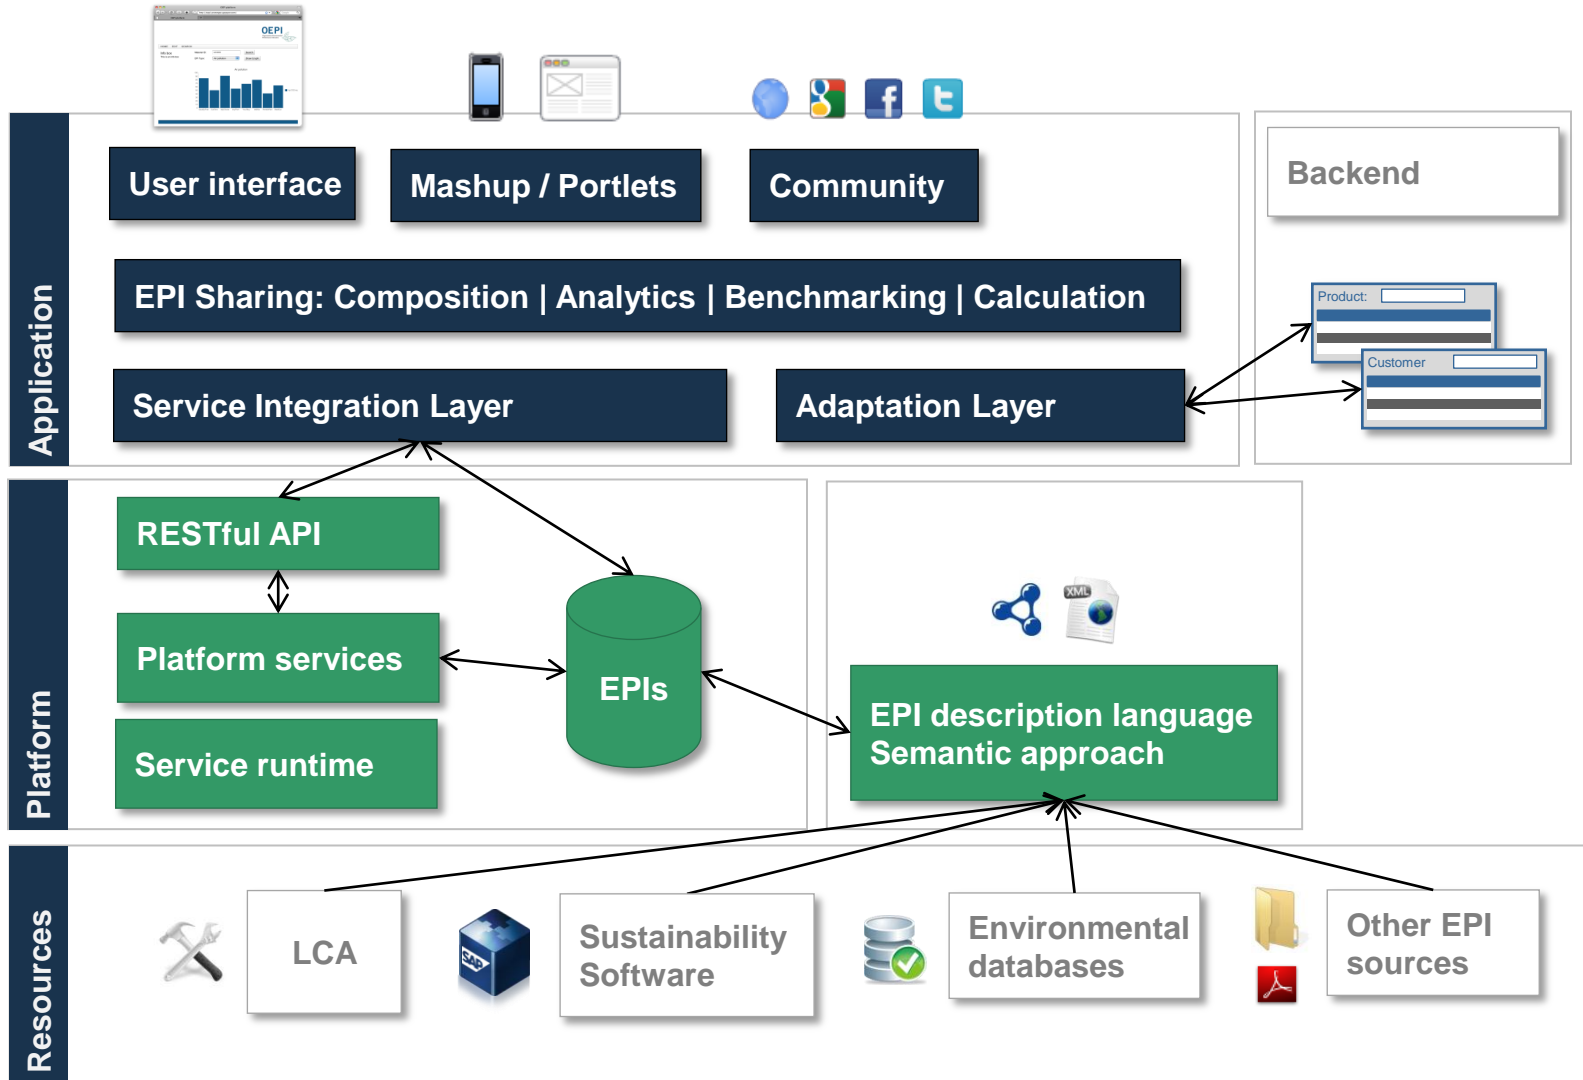 OEPI
Application
User interface
Mashup / Portlets
Community
Backend
EPI Sharing: Composition | Analytics | Benchmarking | Calculation
Product:
Customer
Service Integration Layer
Adaptation Layer
Platform
RESTful API
Platform services
Service runtime
EPIs
XML
EPI description language
Semantic approach
Resources
LCA
SAP
Sustainability
Software
Environmental
databases
Other EPI
sources